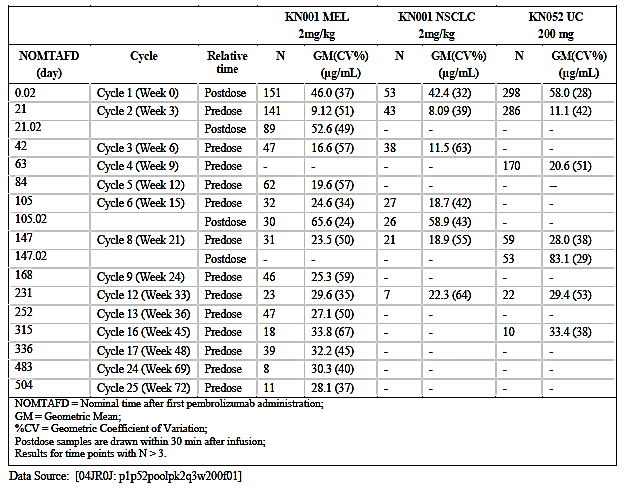 KN001 MEL KN001 NSCLC KN052 UC
2mg/kg 2mg/kg 200 mg
NOMTAFD Cycle Relative N GM(CV%) N GM(CV%) N GM(CV%)
(day) time (µg/mL) (µg/mL) (µg/mL)
0.02 Cycle 1 (Week 0) Postdose 151 46.0 (37) 53 42.4 (32) 298 58.0 (28)
21 Cycle 2 (Week 3) Predose 141 9.12 (51) 43 8.09 (39) 286 11.1 (42)
21.02 Postdose 89 52.6 (49) - - - -
42 Cycle 3 (Week 6) Predose 47 16.6 (57) 38 11.5 (63) - -
63 Cycle 4 (Week 9) Predose - - - - 170 20.6 (51)
84 Cycle 5 (Week 12) Predose 62 19.6 (57) - - - --
105 Cycle 6 (Week 15) Predose 32 24.6 (34) 27 18.7 (42) - -
105.02 Postdose 30 65.6 (24) 26 58.9 (43) - -
147 Cycle 8 (Week 21) Predose 31 23.5 (50) 21 18.9 (55) 59 28.0 (38)
147.02 Postdose - - - - 53 83.1 (29)
168 Cycle 9 (Week 24) Predose 46 25.3 (59) - - - -
231 Cycle 12 (Week 33) Predose 23 29.6 (35) 7 22.3 (64) 22 29.4 (53)
252 Cycle 13 (Week 36) Predose 47 27.1 (50) - - - -
315 Cycle 16 (Week 45) Predose 18 33.8 (67) - - 10 33.4 (38)
336 Cycle 17 (Week 48) Predose 39 32.2 (45) - - - -
483 Cycle 24 (Week 69) Predose 8 30.3 (40) - - - -
504 Cycle 25 (Week 72) Predose 11 28.1 (37) - - - -
NOMTAFD = Nominal time after first pembrolizumab administration;
GM = Geometric Mean;
%CV = Geometric Coefficient of Variation;
Postdose samples are drawn within 30 min after infusion;
Results for time points with N > 3.
Data Source: [04JR0J: p1p52poolpk2q3w200f01]